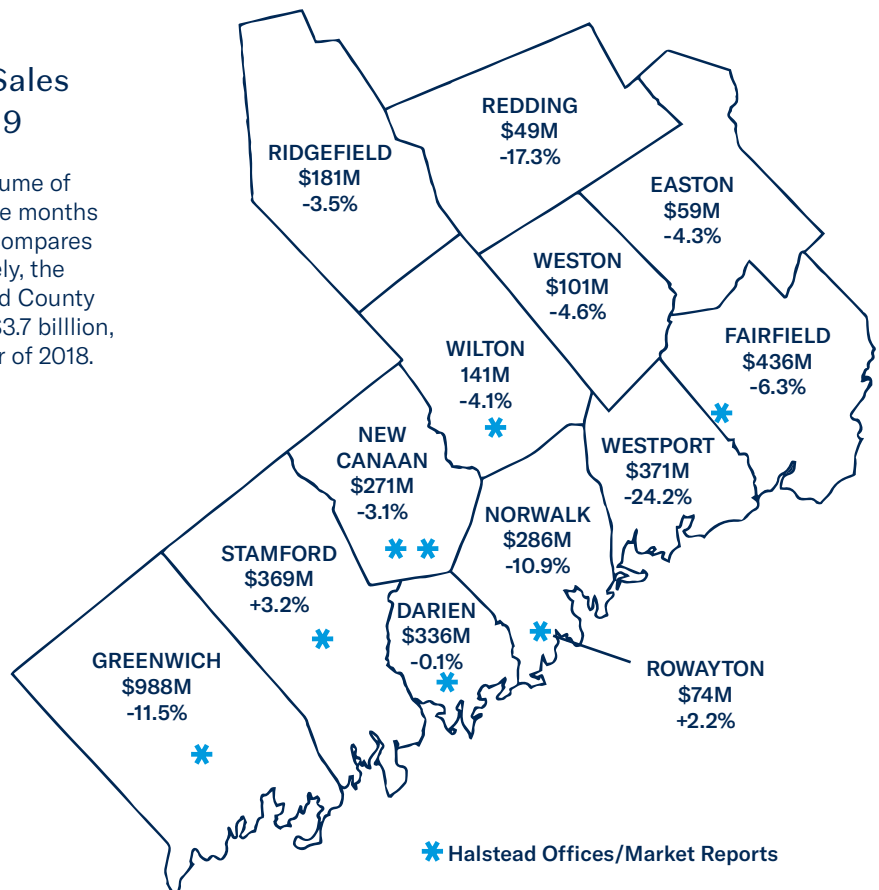 Sales
9
ume of
e months
ompares
ely, the
d County
$3.7 billlion,
r of 2018.
REDDING
$49M
-17.3%
RIDGEFIELD
$181M
-3.5%
EASTON
$59M
-4.3%
WESTON
$101M
-4.6%
FAIRFIELD
$436M
-6.3%
WILTON
141M
-4.1%
NEW
CANAAN
$271M
-3.1%
WESTPORT
$371M
-24.2%
NORWALK
$286M
-10.9%
STAMFORD
$369M
+3.2%
DARIEN
$336M
-0.1%
GREENWICH
$988M
-11.5%
ROWAYTON
$74M
+2.2%
Halstead Offices/Market Reports